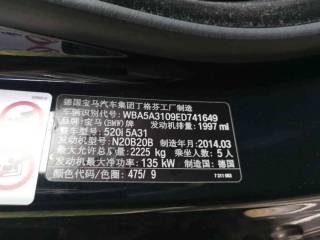 德国宝马汽车集团丁格芬工厂制造
车辆识别代号: WBA5A3109ED741649
品牌: 宝马(BMW)牌 发动机排量: 1997 ml
整车型号: 520i 5A31
发动机型号: N20B20B 制造年月: 2014.03
最大允许总质量: 2225 kg 乘坐人数: 5 人
发动机最大净功率: 135 kW 制造国: 德国
颜色代码/色圈: 475/ 9
7 311 003